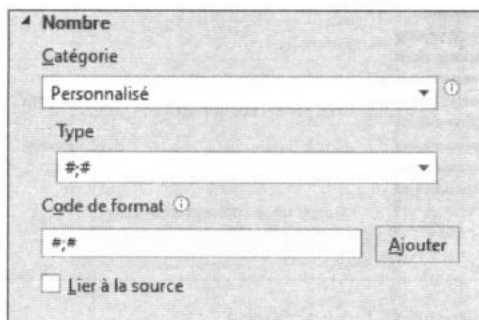 Nombre
Catégorie
Personnalisé
Type
#;#
Code de format
#;# Ajouter
Lier à la source